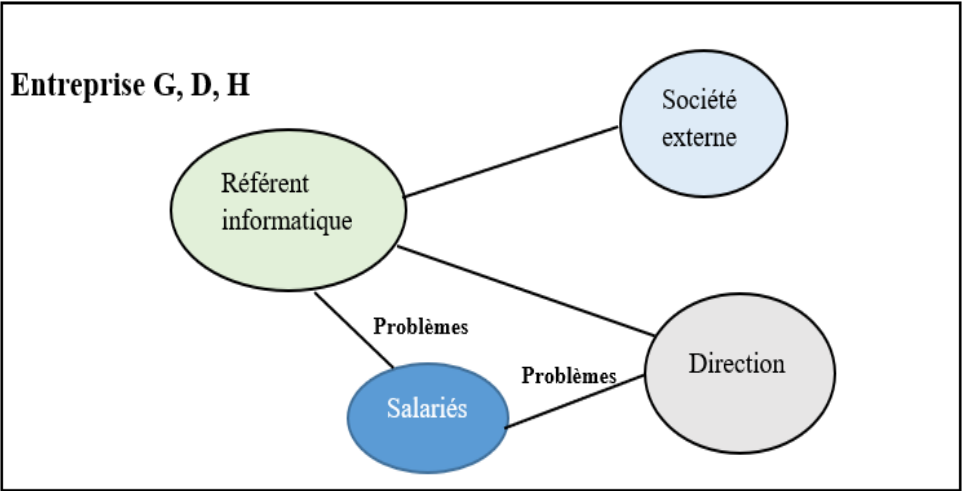 Entreprise G, D, H
Société
externe
Référent
informatique
Problèmes
Problèmes
Direction
Salariés